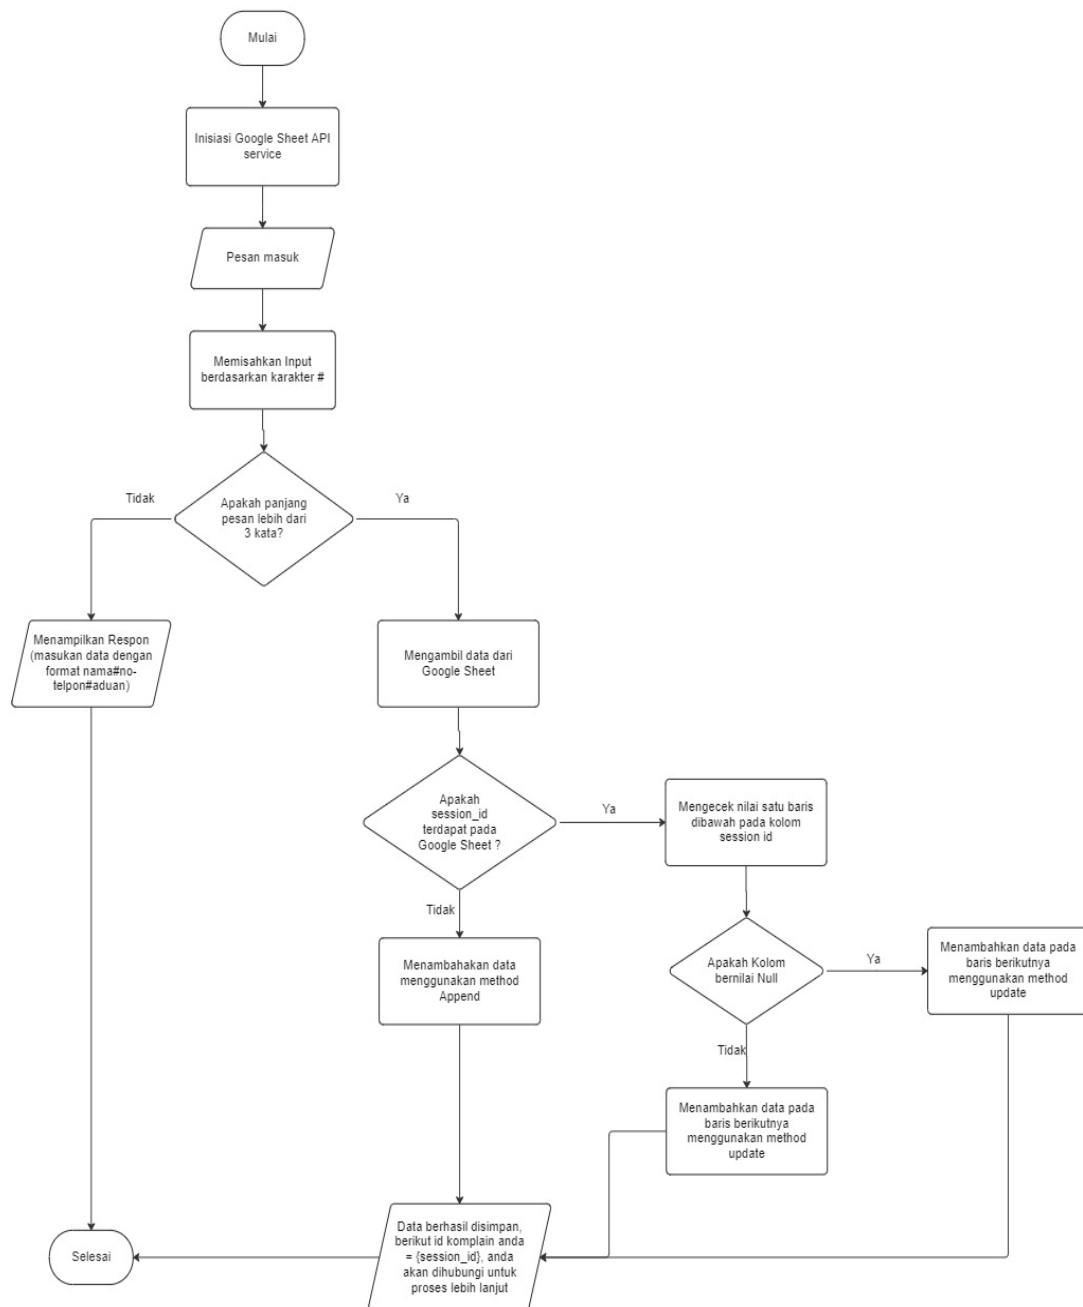 Mulai
Inisiasi Google Sheet API
service
Pesan masuk
Memisahkan Input
berdasarkan karakter #
Apakah panjang
pesan lebih dari
3 kata?
Tidak
Ya
Menampilkan Respon
(masukan data dengan
format nama#no-
telpon#aduan)
Mengambil data dari
Google Sheet
Apakah
session_id
terdapat pada
Google Sheet ?
Ya
Mengecek nilai satu baris
dibawah pada kolom
session id
Tidak
Menambahakan data
menggunakan method
Append
Apakah Kolom
bernilai Null
Ya
Menambahkan data pada
baris berikutnya
menggunakan method
update
Tidak
Menambahkan data pada
baris berikutnya
menggunakan method
update
Data berhasil disimpan,
berikut id komplain anda
= {session_id}, anda
akan dihubungi untuk
proses lebih lanjut
Selesai